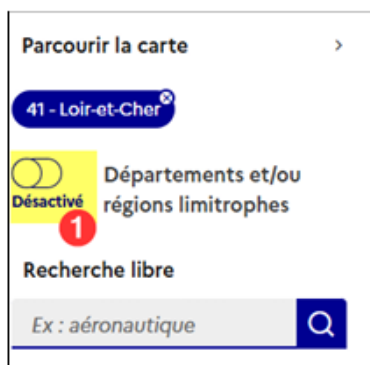 Parcourir la carte
41 - Loir-et-Cher
Départements et/ou
Désactivé régions limitrophes
1
Recherche libre
Ex : aéronautique